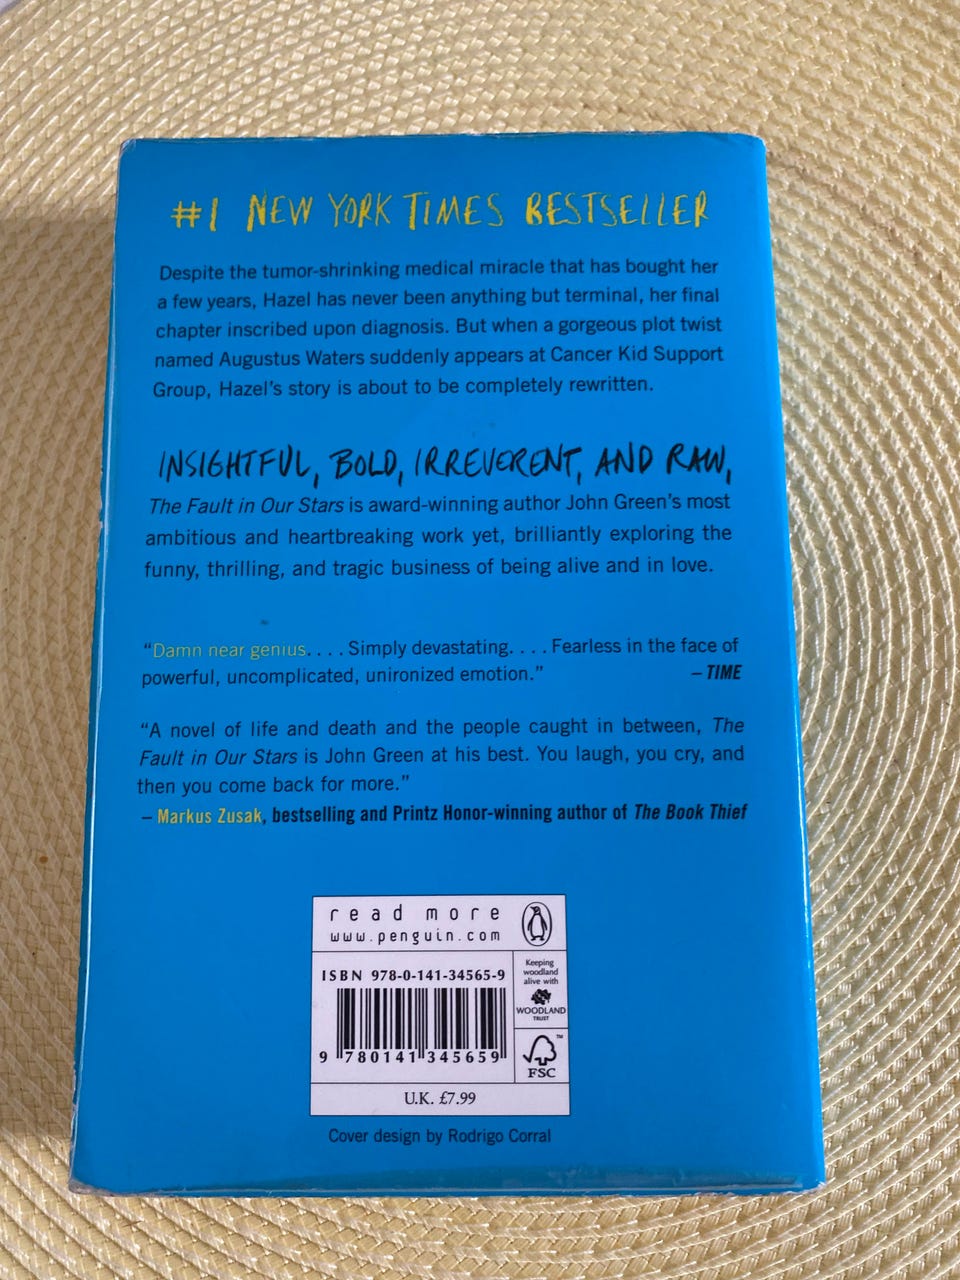 #1 NEW YORK TIMES BESTSELLER
Despite the tumor-shrinking medical miracle that has bought her
a few years, Hazel has never been anything but terminal, her final
chapter inscribed upon diagnosis. But when a gorgeous plot twist
named Augustus Waters suddenly appears at Cancer Kid Support
Group, Hazel's story is about to be completely rewritten.
INSIGHTFUL, BOLD, IRREVERENT, AND RAW,
The Fault in Our Stars is award-winning author John Green's most
ambitious and heartbreaking work yet, brilliantly exploring the
funny, thrilling, and tragic business of being alive and in love.
“Damn near genius. . . . Simply devastating. . . . Fearless in the face of
powerful, uncomplicated, unironized emotion.” – TIME
“A novel of life and death and the people caught in between, The
Fault in Our Stars is John Green at his best. You laugh, you cry, and
then you come back for more.”
– Markus Zusak, bestselling and Printz Honor-winning author of The Book Thief
read more
www.penguin.com
ISBN 978-0-141-34565-9
9 780141 345659
Keeping
woodland
alive with
WOODLAND
TRUST
TM
FSC
U.K. £7.99
Cover design by Rodrigo Corral